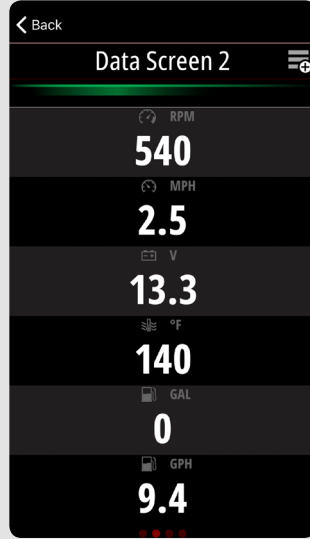 Back
Data Screen 2
RPM
540
MPH
2.5
V
13.3
°F
140
GAL
0
GPH
9.4